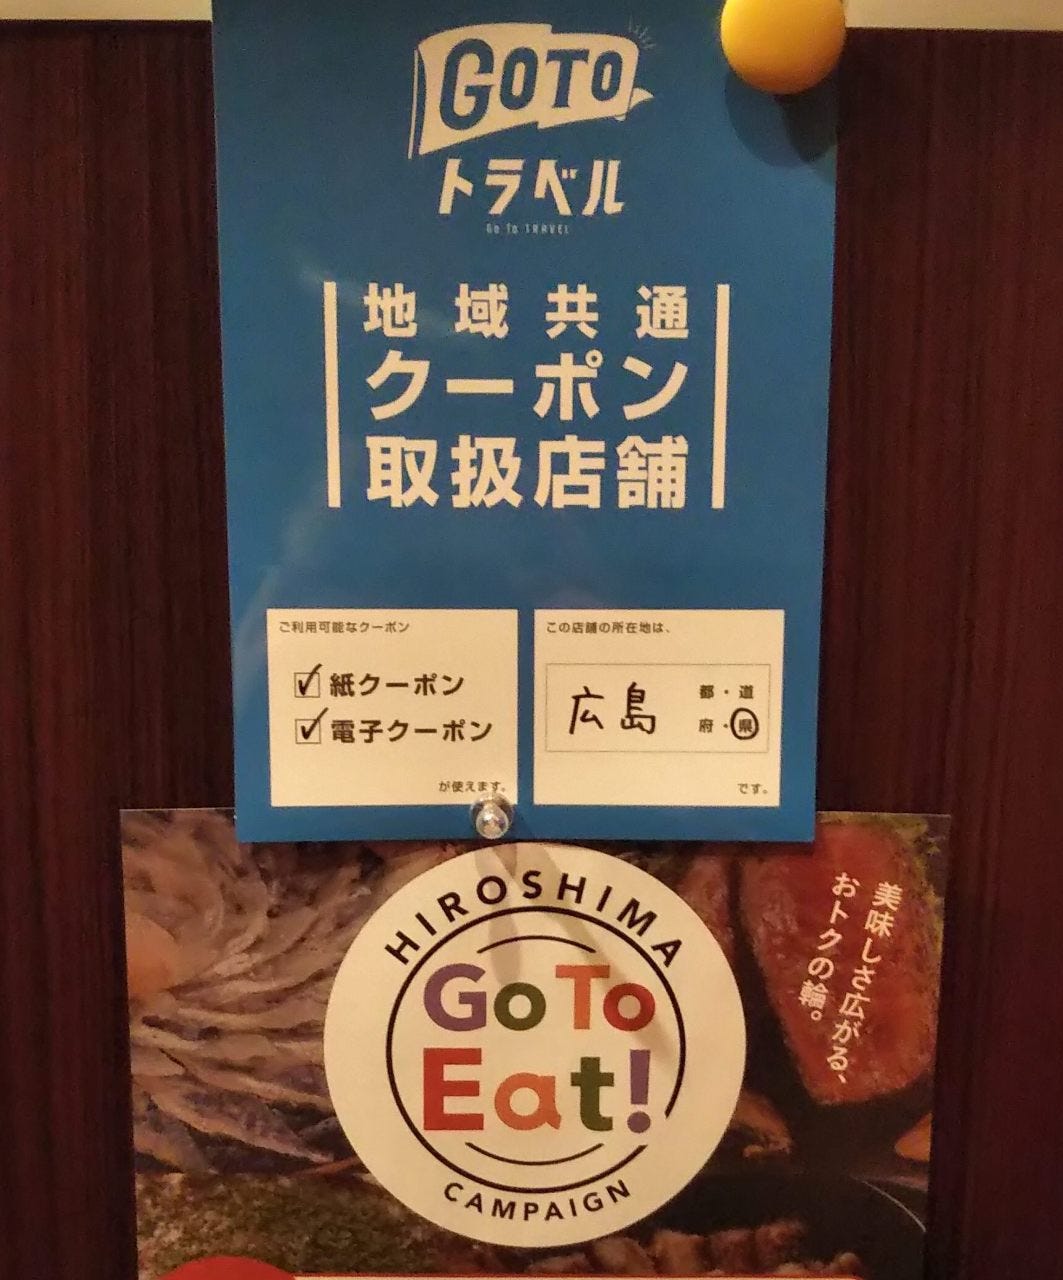 GOTO
トラベル
Go To TRAVEL
地域共通
クーポン
取扱店舗
ご利用可能なクーポン
紙クーポン
電子クーポン
が使えます。
この店舗の所在地は、
広島
都・道
府・県
です。
HIROSHIMA
Go To
Eat!
CAMPAIGN
美味しさ広がる、
おトクの輪。